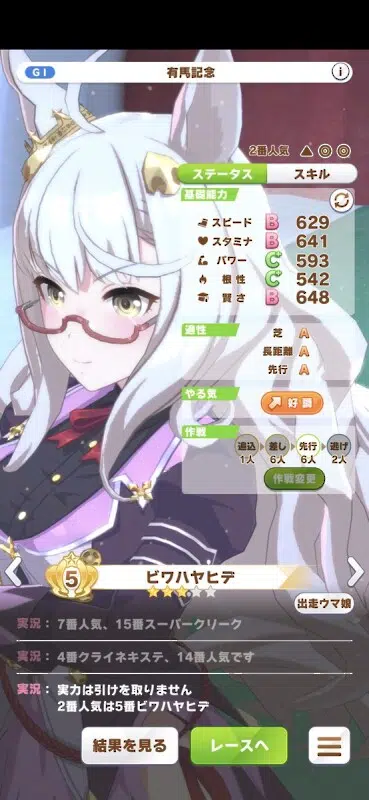 GI
有馬記念
2番人気 ▲ ◎ ◎
ステータス スキル
基礎能力
スピード B 629
スタミナ B 641
パワー C+ 593
根性 C 542
賢さ B 648
適性
芝 A
長距離 A
先行 A
やる気
好調
作戦
追込 差し 先行 逃げ
1人 6人 6人 2人
作戦変更
5
ビワハヤヒデ
出走ウマ娘
実況： 7番人気、15番スーパークリーク
実況： 4番クライネキステ、14番人気です
実況： 実力は引けを取りません
2番人気は5番ビワハヤヒデ
結果を見る レースへ